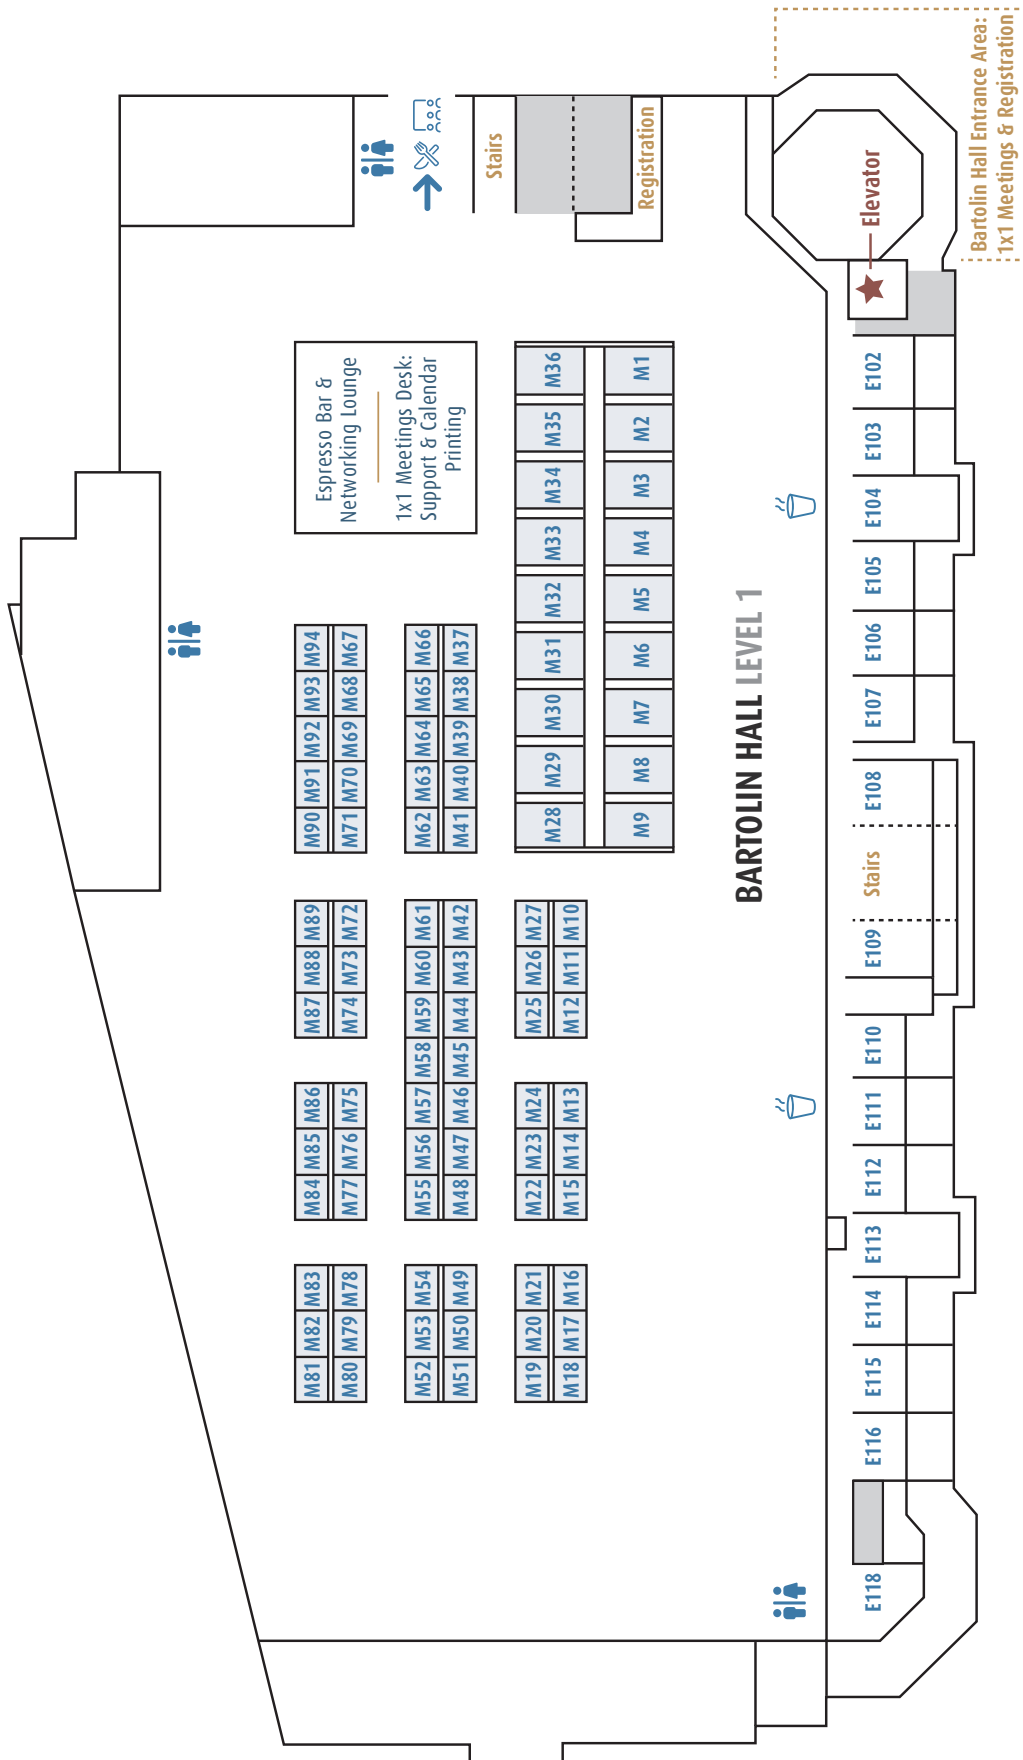 M81 M82 M83 M84 M85 M86 M87 M88 M89 M90 M91 M92 M93 M94
M80 M79 M78 M77 M76 M75 M74 M73 M72 M71 M70 M69 M68 M67
Espresso Bar &
Networking Lounge
1x1 Meetings Desk:
Support & Calendar
Printing
M52 M53 M54 M55 M56 M57 M58 M59 M60 M61 M62 M63 M64 M65 M66
M51 M50 M49 M48 M47 M46 M45 M44 M43 M42 M41 M40 M39 M38 M37
Stairs
M19 M20 M21 M22 M23 M24 M25 M26 M27
M18 M17 M16 M15 M14 M13 M12 M11 M10
M28 M29 M30 M31 M32 M33 M34 M35 M36
M9 M8 M7 M6 M5 M4 M3 M2 M1
Registration
BARTOLIN HALL LEVEL 1
E118 E116 E115 E114 E113 E112 E111 E110 E109 Stairs E108 E107 E106 E105 E104 E103 E102
Elevator
Bartolin Hall Entrance Area:
1x1 Meetings & Registration